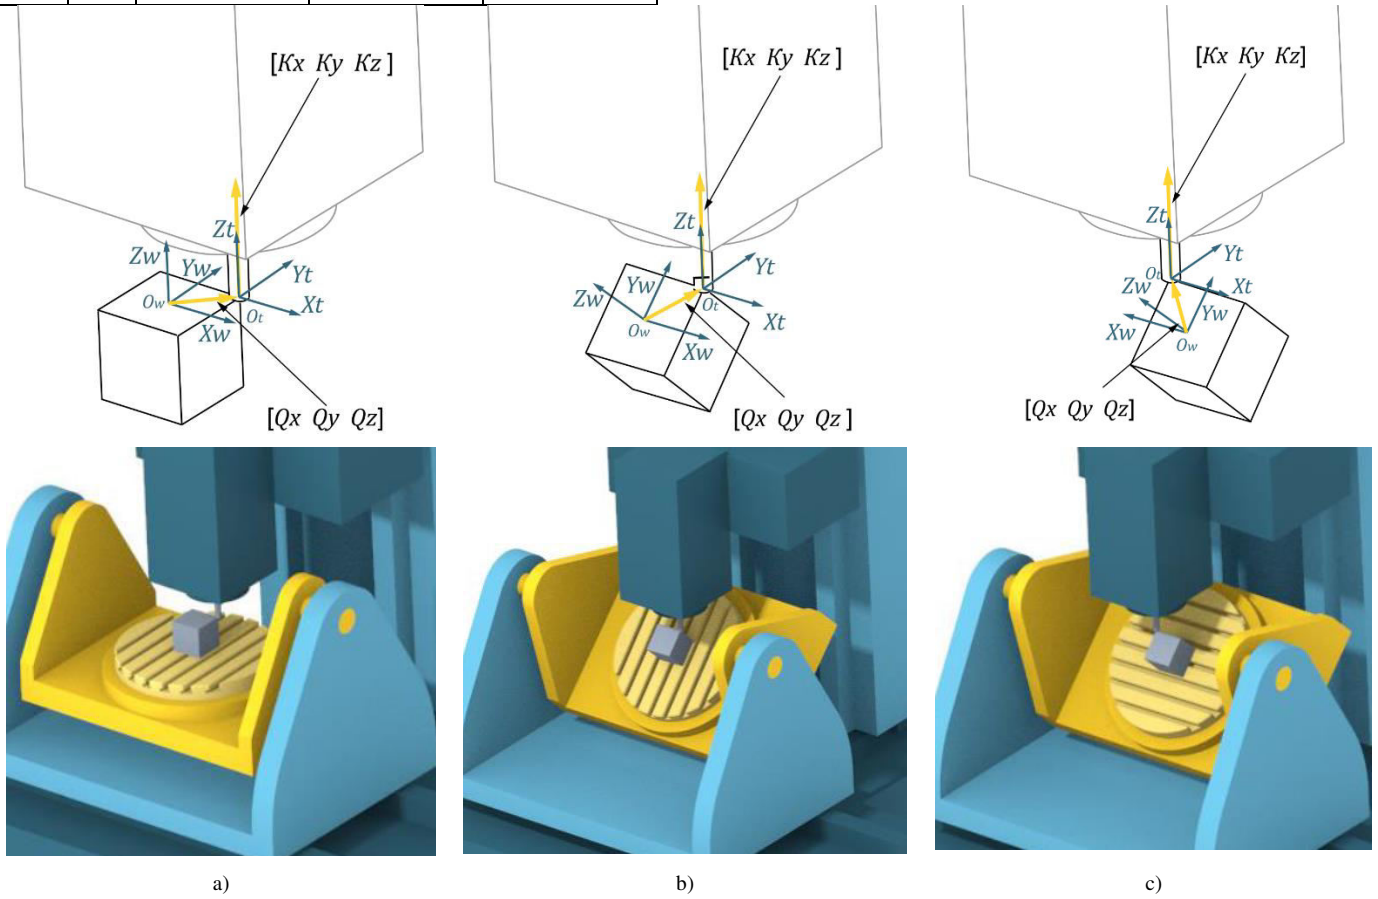 [Kx Ky Kz ]
Zt
Zw
Yw
Yt
Ow
Ot
Xt
Xw
[Qx Qy Qz]
[Kx Ky Kz ]
Zt
Yt
Zw
Yw
Ot
Ow
Xt
Xw
[Qx Qy Qz ]
[Kx Ky Kz]
Zt
Yt
Ot
Zw
Xt
Yw
Xw
Ow
[Qx Qy Qz]
a)
b)
c)